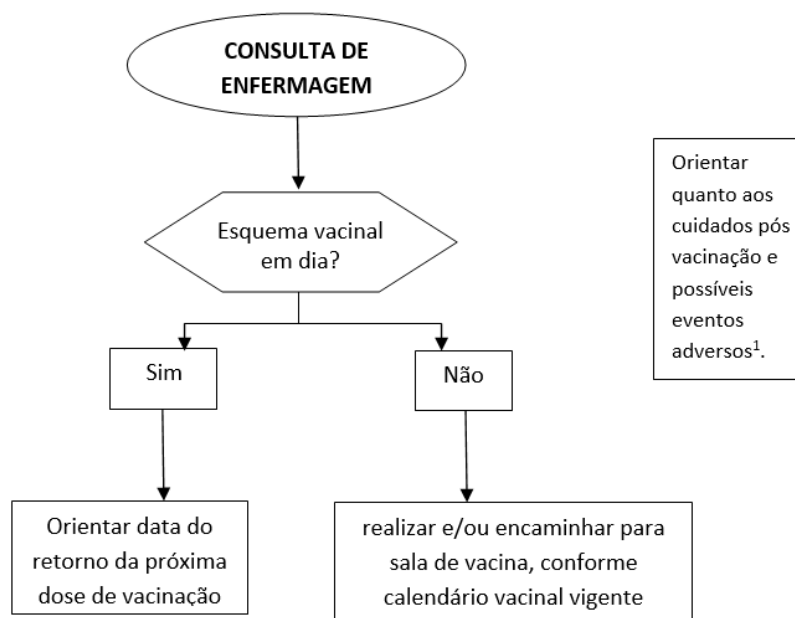 CONSULTA DE
ENFERMAGEM
Esquema vacinal
em dia?
Sim
Não
Orientar data do
retorno da próxima
dose de vacinação
realizar e/ou encaminhar para
sala de vacina, conforme
calendário vacinal vigente
Orientar
quanto aos
cuidados pós
vacinação e
possíveis
eventos
adversos¹.